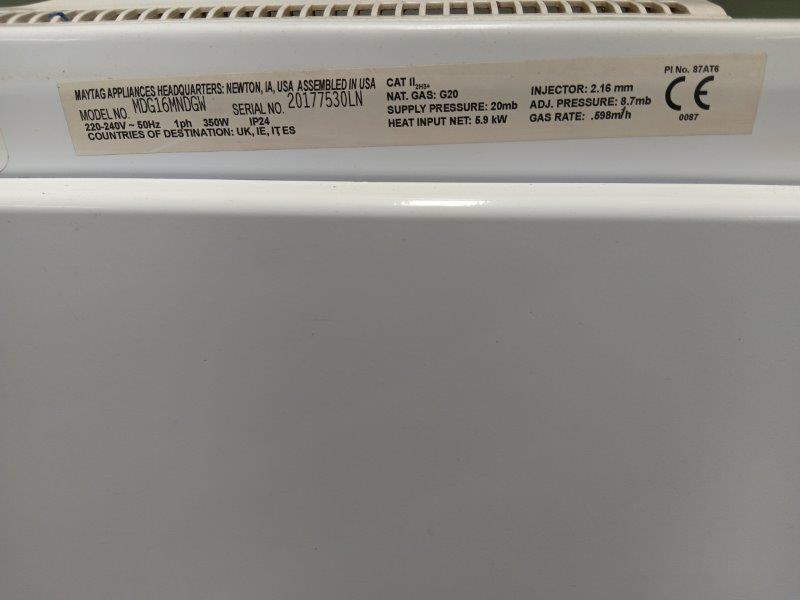 MAYTAG APPLIANCES HEADQUARTERS: NEWTON, IA, USA ASSEMBLED IN USA
MODEL NO. MDG16MNDGW SERIAL NO. 20177530LN
220-240V ~ 50Hz 1ph 350W IP24
COUNTRIES OF DESTINATION: UK, IE, IT,ES
CAT II2H3+
NAT. GAS: G20
SUPPLY PRESSURE: 20mb
HEAT INPUT NET: 5.9 kW
INJECTOR: 2.16 mm
ADJ. PRESSURE: 8.7mb
GAS RATE: .598m³/h
PI No. 87AT6
CE
0087